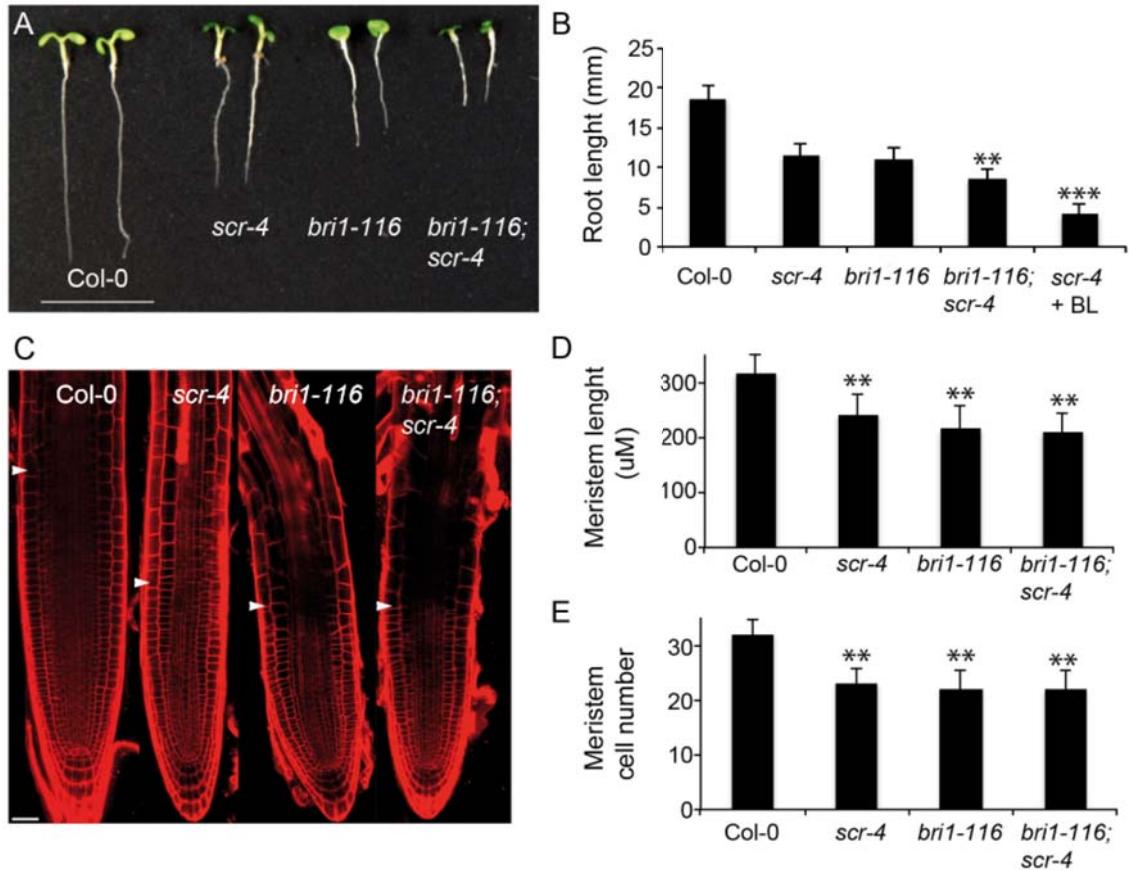 A
Col-0
scr-4
bri1-116
bri1-116;
scr-4
B
Root lenght (mm)
25
20
15
10
5
0
**
***
Col-0
scr-4
bri1-116
bri1-116;
scr-4
scr-4
+ BL
C
Col-0
scr-4
bri1-116
bri1-116;
scr-4
D
Meristem lenght
(uM)
300
200
100
0
**
**
**
Col-0
scr-4
bri1-116
bri1-116;
scr-4
E
Meristem
cell number
30
20
10
0
**
**
**
Col-0
scr-4
bri1-116
bri1-116;
scr-4